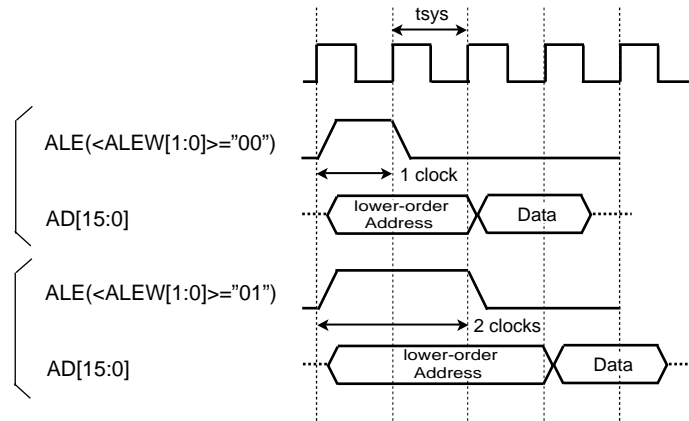 tsys
ALE(<ALEW[1:0]>=”00”)
1 clock
AD[15:0]
lower-order
Address
Data
ALE(<ALEW[1:0]>=”01”)
2 clocks
AD[15:0]
lower-order
Address
Data